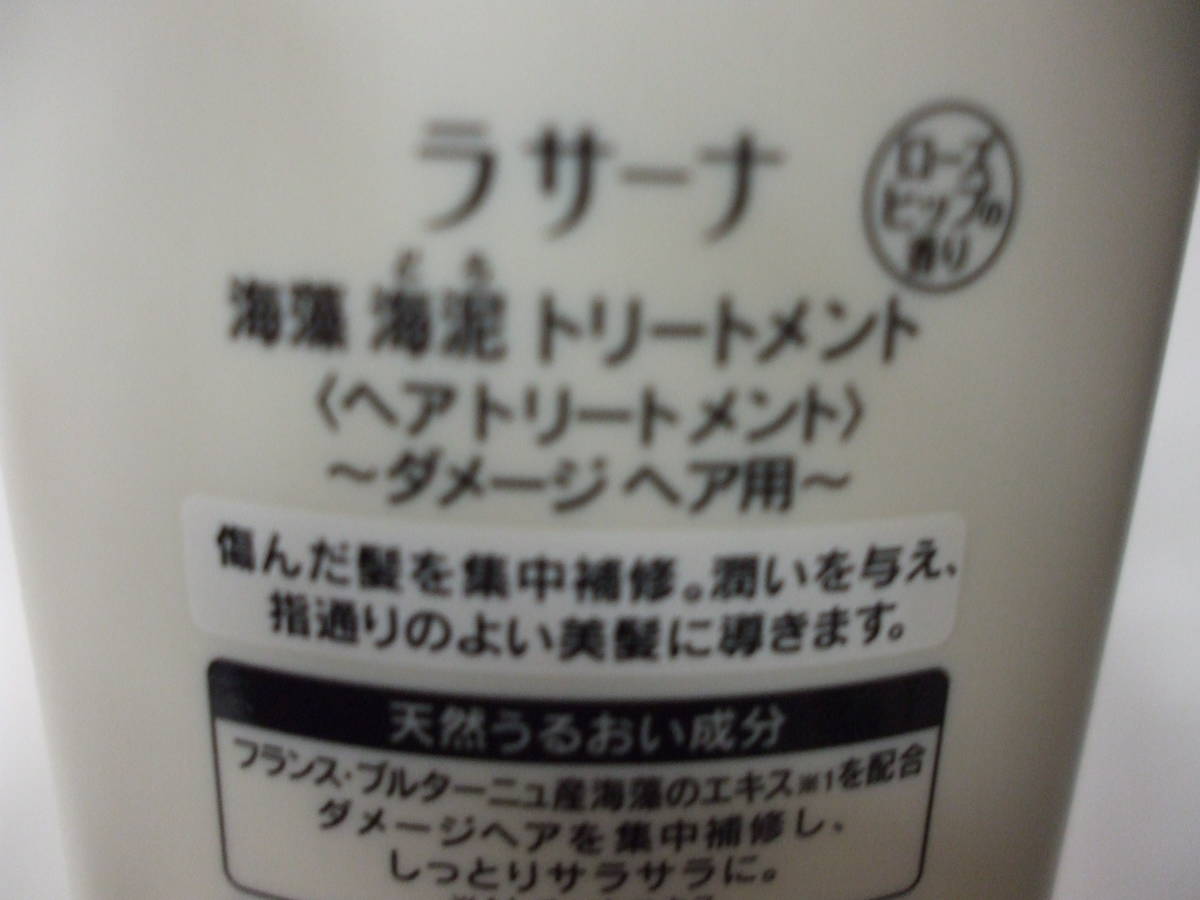 ラサーナ
ローズ
ヒップの
香り
どろ
海藻 海泥 トリートメント
〈ヘアトリートメント〉
～ダメージヘア用～
傷んだ髪を集中補修。潤いを与え、
指通りのよい美髪に導きます。
天然うるおい成分
フランス・ブルターニュ産海藻のエキス※1を配合
ダメージヘアを集中補修し、
しっとりサラサラに。